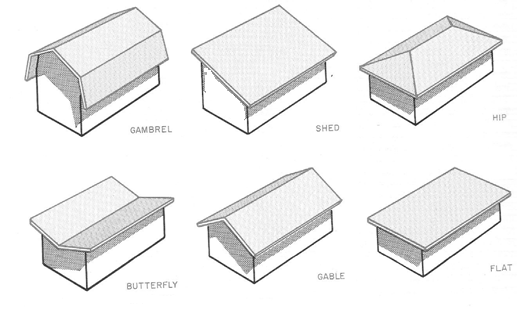 GAMBREL
SHED
HIP
BUTTERFLY
GABLE
FLAT